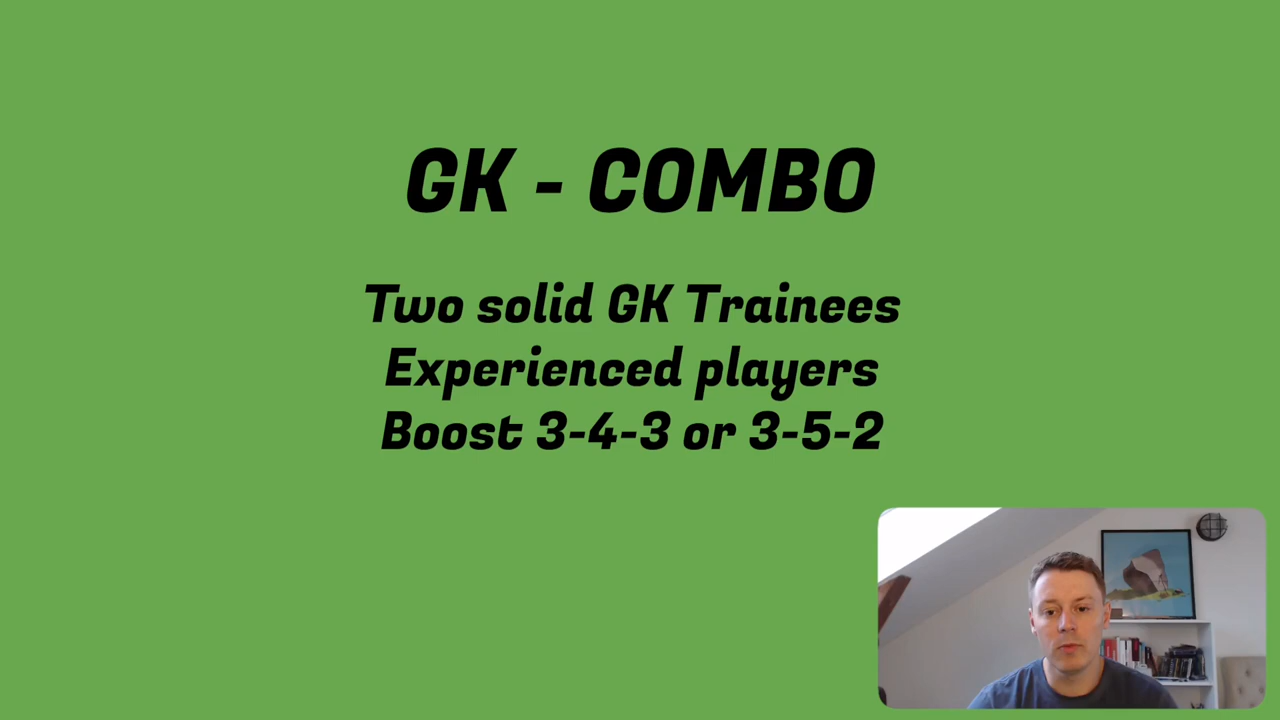 GK - COMBO
Two solid GK Trainees
Experienced players
Boost 3-4-3 or 3-5-2